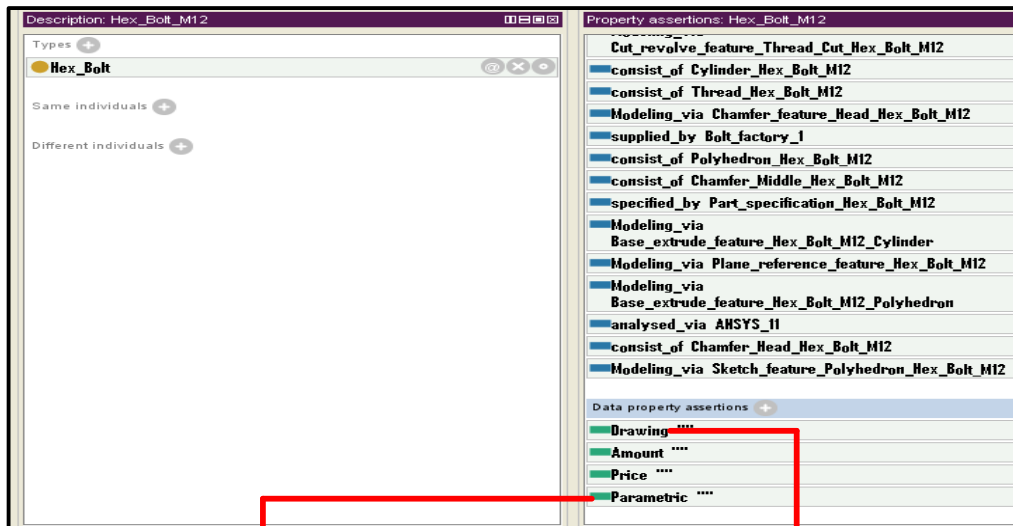 Description: Hex_Bolt_M12
Types
Hex_Bolt
Same individuals
Different individuals
Property assertions: Hex_Bolt_M12
Cut_revolve_feature_Thread_Cut_Hex_Bolt_M12
consist_of Cylinder_Hex_Bolt_M12
consist_of Thread_Hex_Bolt_M12
Modeling_via Chamfer_feature_Head_Hex_Bolt_M12
supplied_by Bolt_factory_1
consist_of Polyhedron_Hex_Bolt_M12
consist_of Chamfer_Middle_Hex_Bolt_M12
specified_by Part_specification_Hex_Bolt_M12
Modeling_via
Base_extrude_feature_Hex_Bolt_M12_Cylinder
Modeling_via Plane_reference_feature_Hex_Bolt_M12
Modeling_via
Base_extrude_feature_Hex_Bolt_M12_Polyhedron
analysed_via ANSYS_11
consist_of Chamfer_Head_Hex_Bolt_M12
Modeling_via Sketch_feature_Polyhedron_Hex_Bolt_M12
Data property assertions
Drawing ""
Amount ""
Price ""
Parametric ""